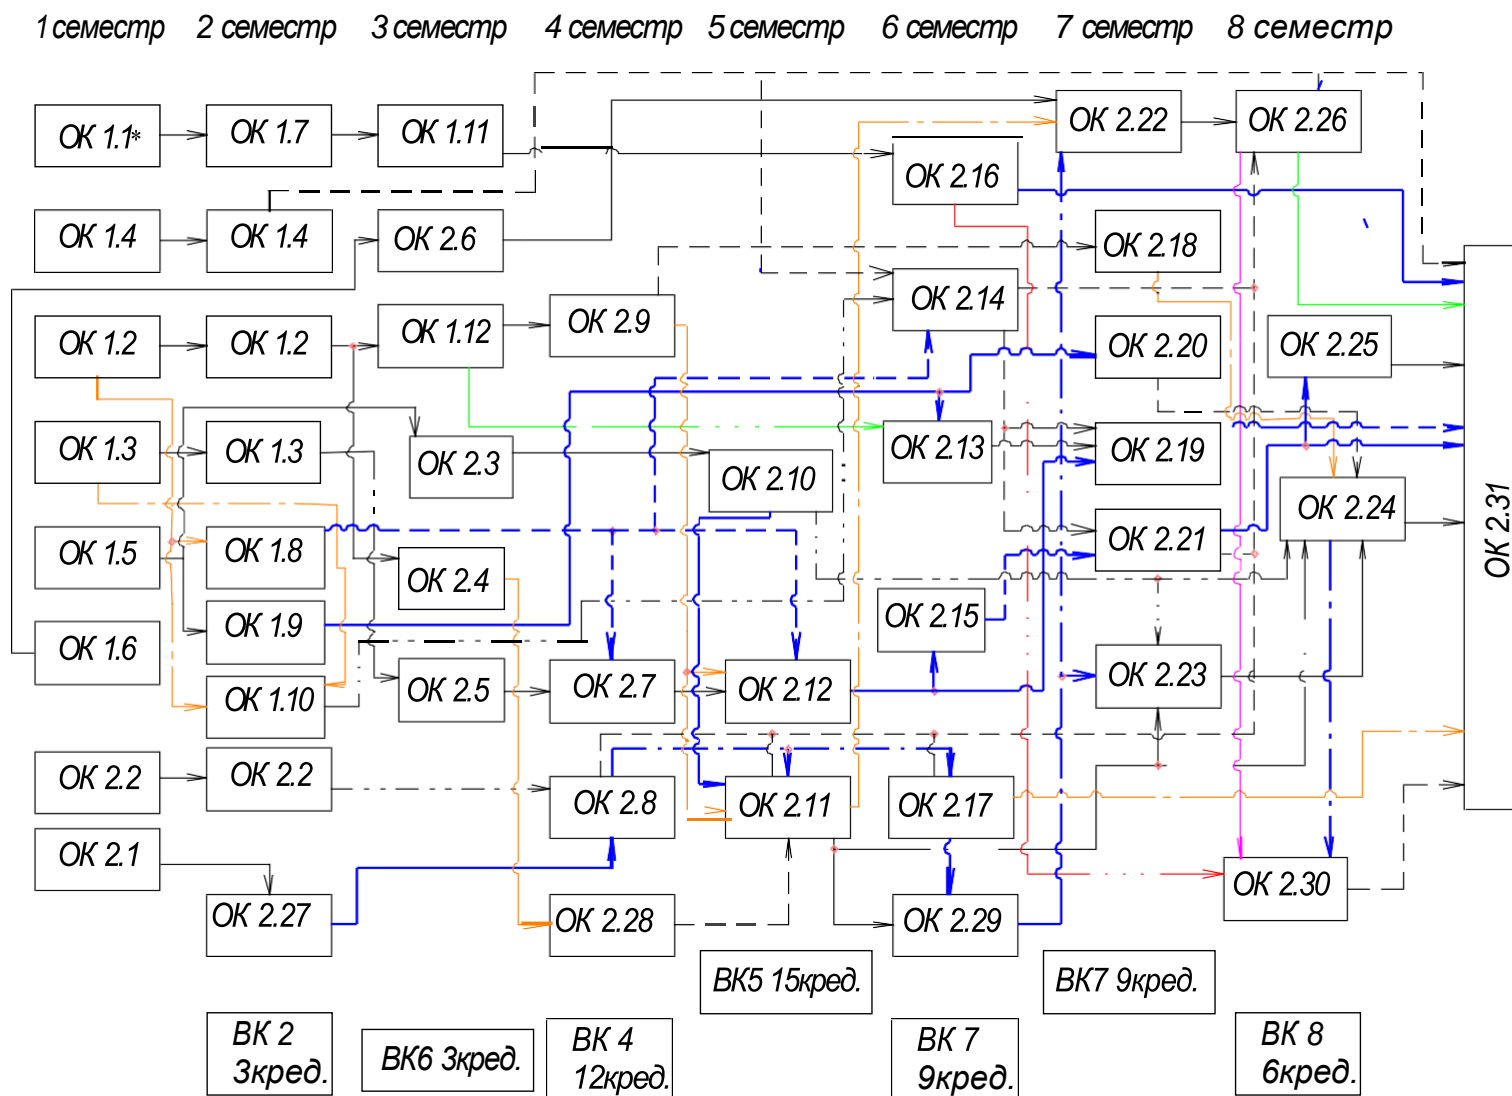 1 семестр 2 семестр 3 семестр 4 семестр 5 семестр 6 семестр 7 семестр 8 семестр
ОК 1.1*
ОК 1.7
ОК 1.11
ОК 2.22
ОК 2.26
ОК 2.16
ОК 1.4
ОК 1.4
ОК 2.6
ОК 2.18
ОК 2.14
ОК 2.9
ОК 1.2
ОК 1.2
ОК 1.12
ОК 2.20
ОК 2.25
ОК 1.3
ОК 1.3
ОК 2.3
ОК 2.10
ОК 2.13
ОК 2.19
ОК 2.24
ОК 2.31
ОК 1.5
ОК 1.8
ОК 2.4
ОК 2.21
ОК 1.9
ОК 2.15
ОК 1.6
ОК 1.10
ОК 2.5
ОК 2.7
ОК 2.12
ОК 2.23
ОК 2.2
ОК 2.2
ОК 2.8
ОК 2.11
ОК 2.17
ОК 2.1
ОК 2.30
ОК 2.27
ОК 2.28
ОК 2.29
ВК5 15кред.
ВК7 9кред.
ВК 2
3кред.
ВК6 3кред.
ВК 4
12кред.
ВК 7
9кред.
ВК 8
6кред.